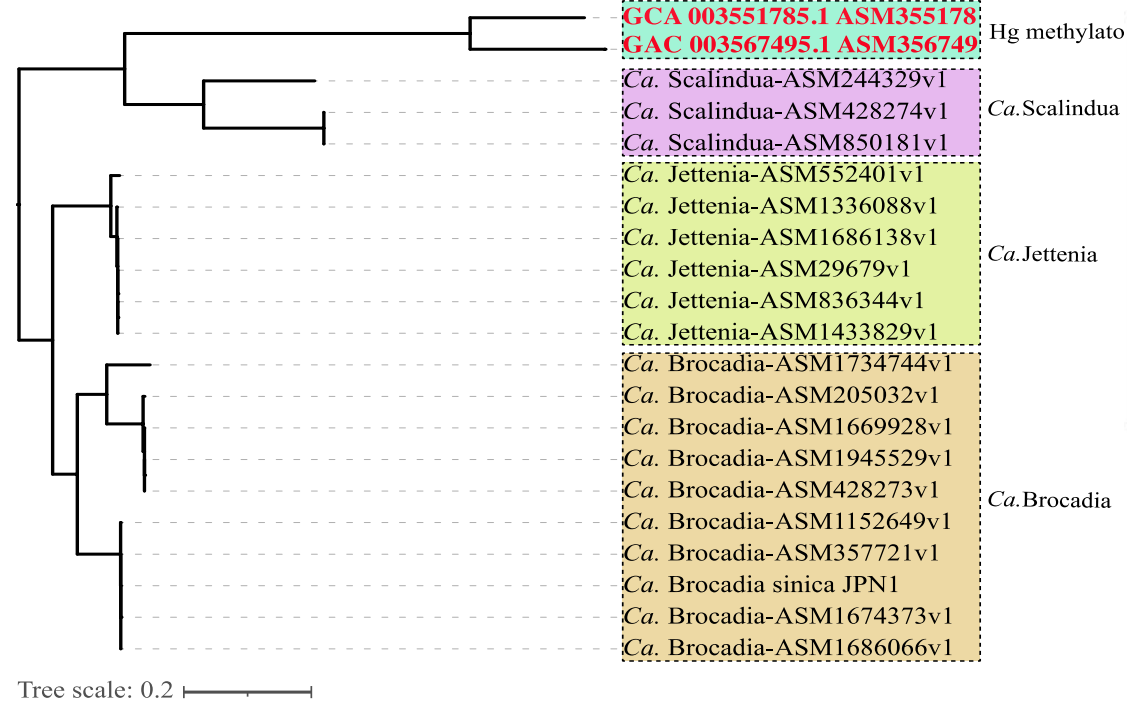 GCA 003551785.1 ASM355178
GAC 003567495.1 ASM356749
Hg methylato
Ca. Scalindua-ASM244329v1
Ca. Scalindua-ASM428274v1
Ca. Scalindua-ASM850181v1
Ca.Scalindua
Ca. Jettenia-ASM552401v1
Ca. Jettenia-ASM1336088v1
Ca. Jettenia-ASM1686138v1
Ca. Jettenia-ASM29679v1
Ca. Jettenia-ASM836344v1
Ca. Jettenia-ASM1433829v1
Ca.Jettenia
Ca. Brocadia-ASM1734744v1
Ca. Brocadia-ASM205032v1
Ca. Brocadia-ASM1669928v1
Ca. Brocadia-ASM1945529v1
Ca. Brocadia-ASM428273v1
Ca. Brocadia-ASM1152649v1
Ca. Brocadia-ASM357721v1
Ca. Brocadia sinica JPN1
Ca. Brocadia-ASM1674373v1
Ca. Brocadia-ASM1686066v1
Ca.Brocadia
Tree scale: 0.2